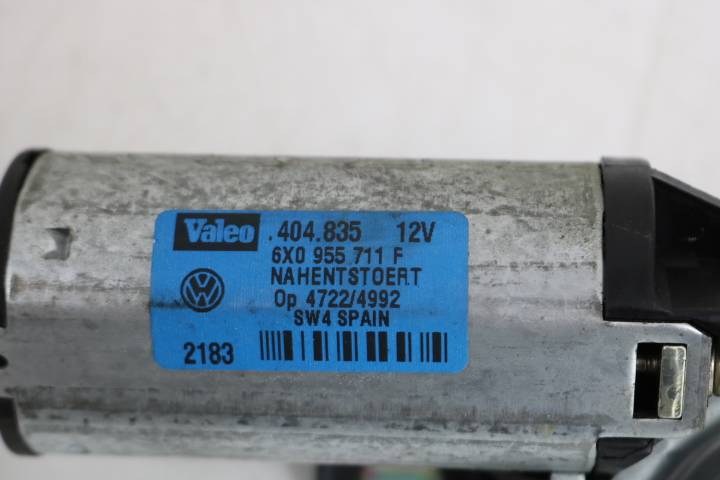 Valeo .404.835 12V
6X0 955 711 F
NAHENTSTOERT
Op 4722/4992
SW4 SPAIN
2183